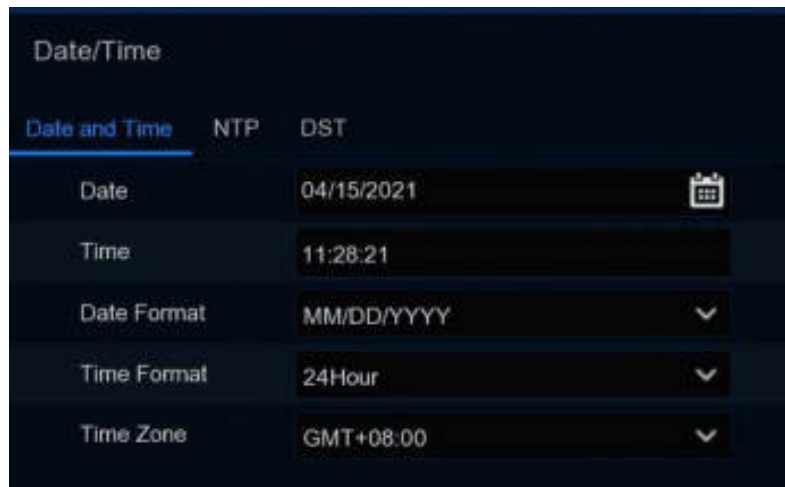 Date/Time
Date and Time NTP DST
Date 04/15/2021
Time 11:28:21
Date Format MM/DD/YYYY
Time Format 24Hour
Time Zone GMT+08:00